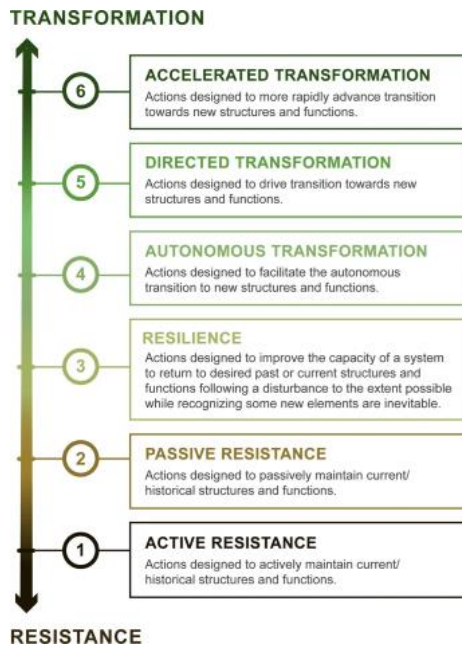 TRANSFORMATION
6
ACCELERATED TRANSFORMATION
Actions designed to more rapidly advance transition
towards new structures and functions.
5
DIRECTED TRANSFORMATION
Actions designed to drive transition towards new
structures and functions.
4
AUTONOMOUS TRANSFORMATION
Actions designed to facilitate the autonomous
transition to new structures and functions.
3
RESILIENCE
Actions designed to improve the capacity of a system
to return to desired past or current structures and
functions following a disturbance to the extent possible
while recognizing some new elements are inevitable.
2
PASSIVE RESISTANCE
Actions designed to passively maintain current/
historical structures and functions.
1
ACTIVE RESISTANCE
Actions designed to actively maintain current/
historical structures and functions.
RESISTANCE